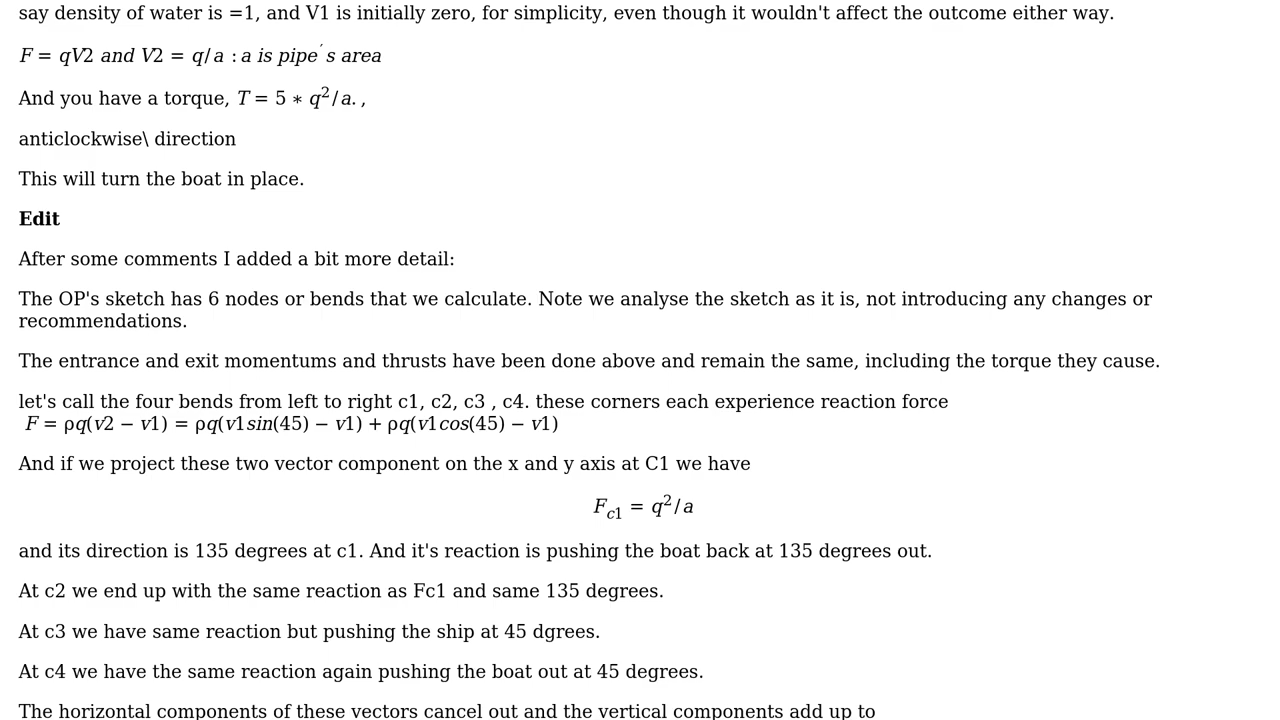 say density of water is =1, and V1 is initially zero, for simplicity, even though it wouldn't affect the outcome either way.
F = qV2 and V2 = q/a : a is pipe′s area
And you have a torque, T = 5 ∗ q²/a. ,
anticlockwise\ direction
This will turn the boat in place.
Edit
After some comments I added a bit more detail:
The OP's sketch has 6 nodes or bends that we calculate. Note we analyse the sketch as it is, not introducing any changes or
recommendations.
The entrance and exit momentums and thrusts have been done above and remain the same, including the torque they cause.
let's call the four bends from left to right c1, c2, c3 , c4. these corners each experience reaction force
F = ρq(v2 − v1) = ρq(v1sin(45) − v1) + ρq(v1cos(45) − v1)
And if we project these two vector component on the x and y axis at C1 we have
F_c1 = q²/a
and its direction is 135 degrees at c1. And it's reaction is pushing the boat back at 135 degrees out.
At c2 we end up with the same reaction as Fc1 and same 135 degrees.
At c3 we have same reaction but pushing the ship at 45 dgrees.
At c4 we have the same reaction again pushing the boat out at 45 degrees.
The horizontal components of these vectors cancel out and the vertical components add up to